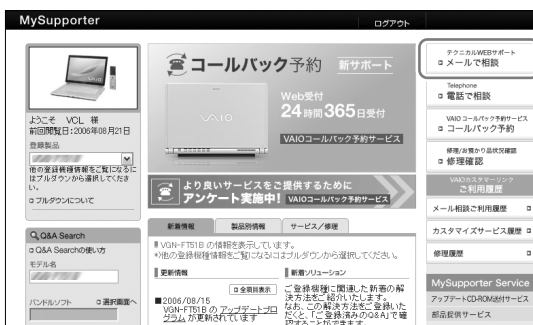 MySupporter
ログアウト
ようこそ VCL 様
前回閲覧日:2006年08月21日
登録製品
他の登録機種情報をご覧になるに
はプルダウンから選択してくださ
い。
プルダウンについて
Q&A Search
Q&A Searchの使い方
モデル名
バンドルソフト
選択画面へ
コールバック予約 新サポート
Web受付
24時間365日受付
VAIOコールバック予約サービス
VAIO
より良いサービスをご提供するために
アンケート実施中! VAIOコールバック予約サービス
新着情報
製品別情報
サービス/修理
VGN-FT51B の情報を表示しています。
※他の登録機種情報をご覧になるにはプルダウンから選択してください。
更新情報
全項目表示
■2006/08/15
VGN-FT51B の アップデートプロ
グラム が更新されています
新着ソリューション
ご登録機種に関連した新着の解
決方法をご紹介いたします。
なお、この解決方法をご登録いた
だくと、「ご登録済みのQ&A」で確
認することができます。
テクニカルWEBサポート
メールで相談
Telephone
電話で相談
VAIO コールバック予約サービス
コールバック予約
修理/お預かり品状況確認
修理確認
VAIOカスタマーリンク
ご利用履歴
メール相談ご利用履歴
カスタマイズサービス履歴
修理履歴
MySupporter Service
アップデートCD-ROM送付サービス
部品提供サービス